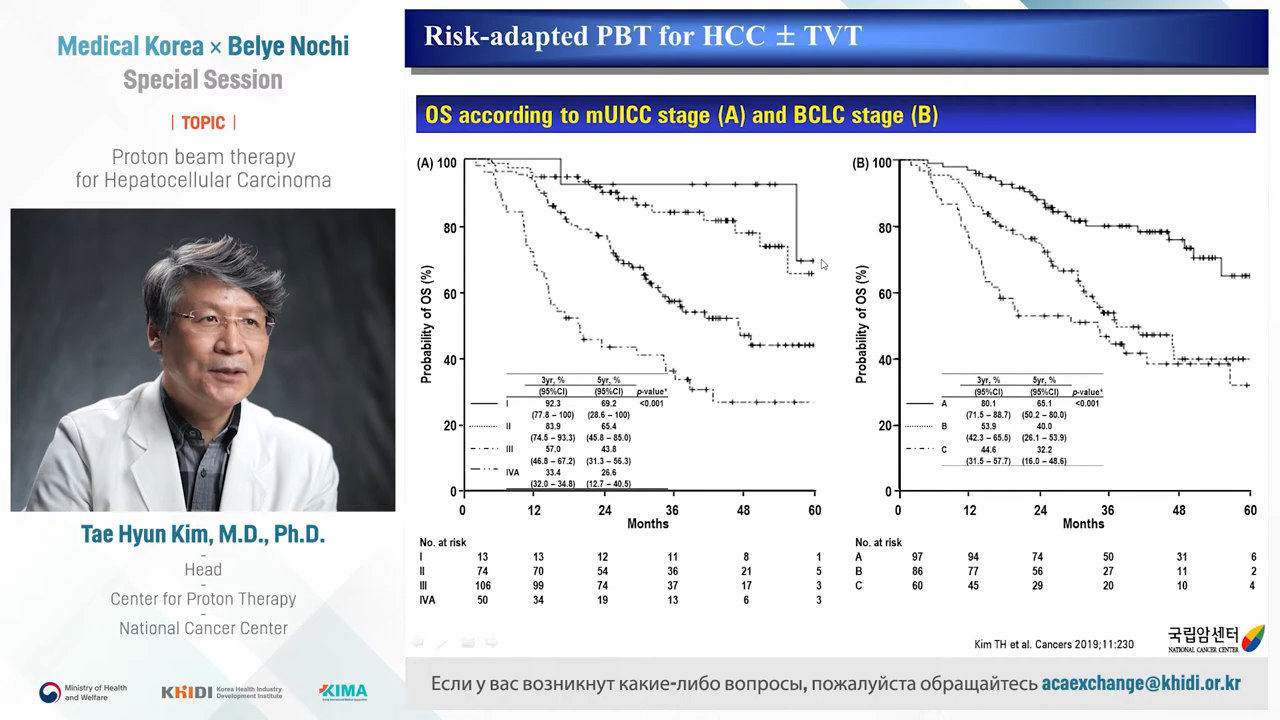 Medical Korea × Belye Nochi
Special Session
| TOPIC |
Proton beam therapy
for Hepatocellular Carcinoma
Tae Hyun Kim, M.D., Ph.D.
Head
Center for Proton Therapy
National Cancer Center
Ministry of Health
and Welfare
KHIDI Korea Health Industry
Development Institute
KIMA
Risk-adapted PBT for HCC ± TVT
OS according to mUICC stage (A) and BCLC stage (B)
(A)
Probability of OS (%)
100
80
60
40
20
0
3yr, % 5yr, %
(95%CI) (95%CI) p-value*
I 92.3 69.2 <0.001
(77.8 – 100) (28.6 – 100)
II 83.9 65.4
(74.5 – 93.3) (45.8 – 85.0)
III 57.0 43.8
(46.8 – 67.2) (31.3 – 56.3)
IVA 33.4 26.6
(32.0 – 34.8) (12.7 – 40.5)
0 12 24 36 48 60
Months
No. at risk
I 13 13 12 11 8 1
II 74 70 54 36 21 5
III 106 99 74 37 17 3
IVA 50 34 19 13 6 3
(B)
Probability of OS (%)
100
80
60
40
20
0
3yr, % 5yr, %
(95%CI) (95%CI) p-value*
A 80.1 65.1 <0.001
(71.5 – 88.7) (50.2 – 80.0)
B 53.9 40.0
(42.3 – 65.5) (26.1 – 53.9)
C 44.6 32.2
(31.5 – 57.7) (16.0 – 48.6)
0 12 24 36 48 60
Months
No. at risk
A 97 94 74 50 31 6
B 86 77 56 27 11 2
C 60 45 29 20 10 4
Kim TH et al. Cancers 2019;11:230
국립암센터
NATIONAL CANCER CENTER
Если у вас возникнут какие-либо вопросы, пожалуйста обращайтесь acaexchange@khidi.or.kr